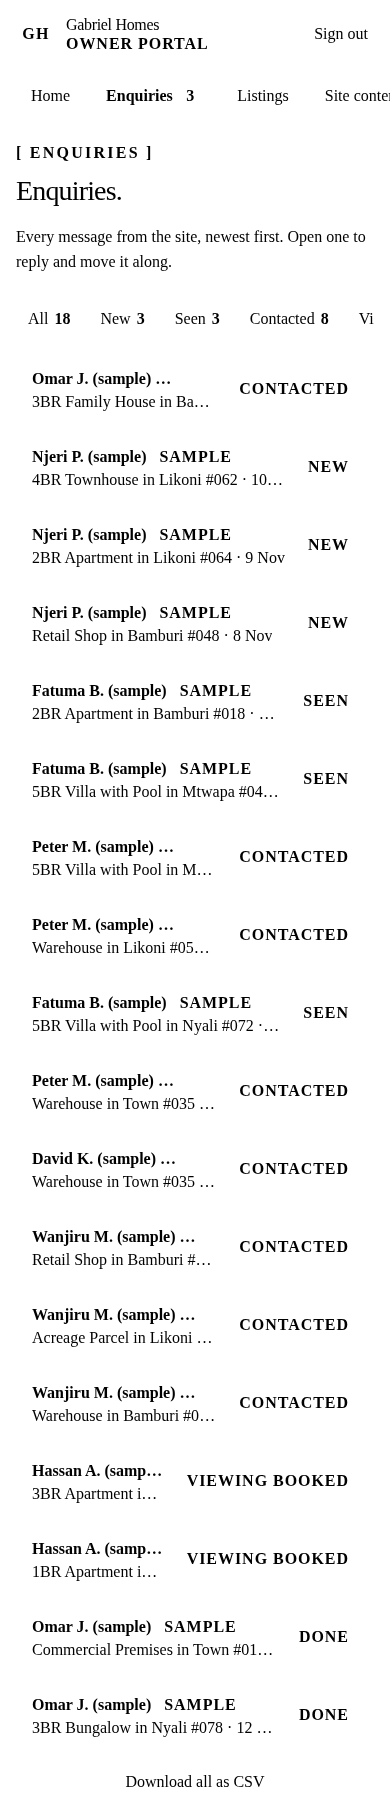 GH
Gabriel Homes
OWNER PORTAL
Sign out
Home Enquiries 3 Listings Site conte
[ ENQUIRIES ]
Enquiries.
Every message from the site, newest first. Open one to
reply and move it along.
All 18 New 3 Seen 3 Contacted 8 Vi
Omar J. (sample) …
3BR Family House in Ba…
CONTACTED
Njeri P. (sample) SAMPLE
4BR Townhouse in Likoni #062 · 10…
NEW
Njeri P. (sample) SAMPLE
2BR Apartment in Likoni #064 · 9 Nov
NEW
Njeri P. (sample) SAMPLE
Retail Shop in Bamburi #048 · 8 Nov
NEW
Fatuma B. (sample) SAMPLE
2BR Apartment in Bamburi #018 · …
SEEN
Fatuma B. (sample) SAMPLE
5BR Villa with Pool in Mtwapa #04…
SEEN
Peter M. (sample) …
5BR Villa with Pool in M…
CONTACTED
Peter M. (sample) …
Warehouse in Likoni #05…
CONTACTED
Fatuma B. (sample) SAMPLE
5BR Villa with Pool in Nyali #072 ·…
SEEN
Peter M. (sample) …
Warehouse in Town #035 …
CONTACTED
David K. (sample) …
Warehouse in Town #035 …
CONTACTED
Wanjiru M. (sample) …
Retail Shop in Bamburi #…
CONTACTED
Wanjiru M. (sample) …
Acreage Parcel in Likoni …
CONTACTED
Wanjiru M. (sample) …
Warehouse in Bamburi #0…
CONTACTED
Hassan A. (samp…
3BR Apartment i…
VIEWING BOOKED
Hassan A. (samp…
1BR Apartment i…
VIEWING BOOKED
Omar J. (sample) SAMPLE
Commercial Premises in Town #01…
DONE
Omar J. (sample) SAMPLE
3BR Bungalow in Nyali #078 · 12 …
DONE
Download all as CSV